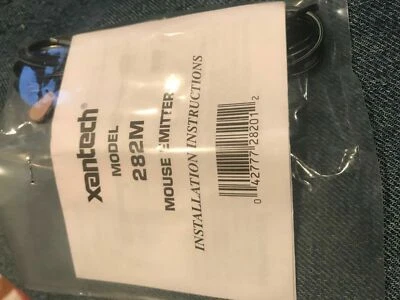 xantech®
MODEL
282M
MOUSE EMITTER
INSTALLATION INSTRUCTIONS
0 42777 28201 2